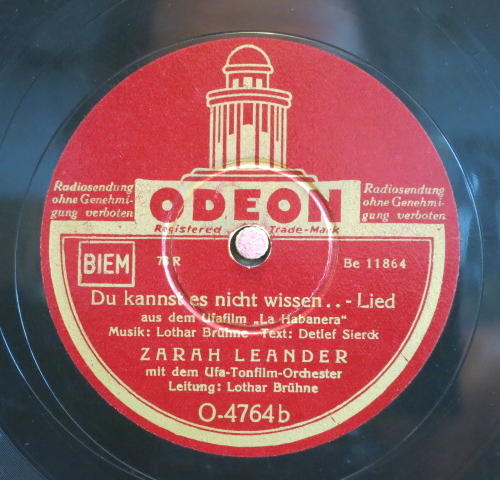 Radiosendung
ohne Genehmi-
gung verboten
ODEON
Radiosendung
ohne Genehmi-
gung verboten
Registered Trade-Mark
BIEM
78 R
Be 11864
Du kannst es nicht wissen..- Lied
aus dem Ufafilm „La Habanera“
Musik: Lothar Brühne - Text: Detlef Sierck
ZARAH LEANDER
mit dem Ufa-Tonfilm-Orchester
Leitung: Lothar Brühne
O-4764b